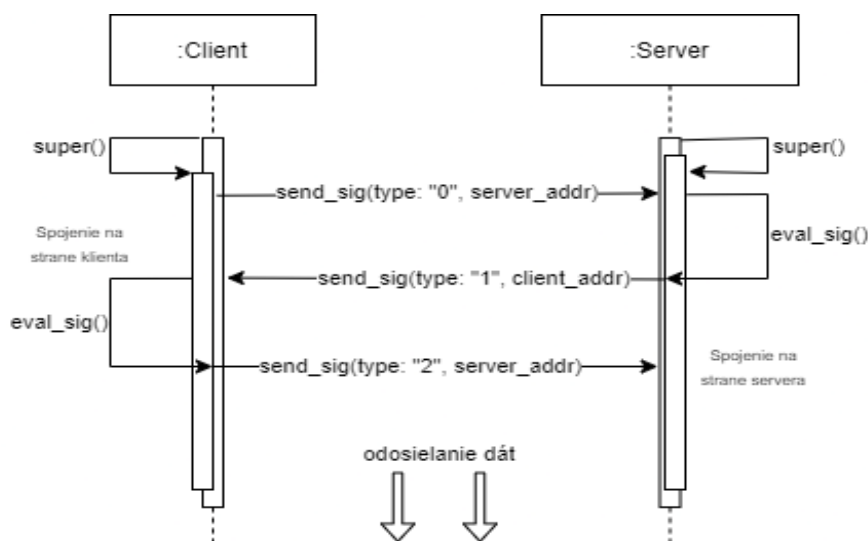 :Client
:Server
super()
super()
send_sig(type: "0", server_addr)
Spojenie na
strane klienta
eval_sig()
send_sig(type: "1", client_addr)
eval_sig()
send_sig(type: "2", server_addr)
Spojenie na
strane servera
odosielanie dát